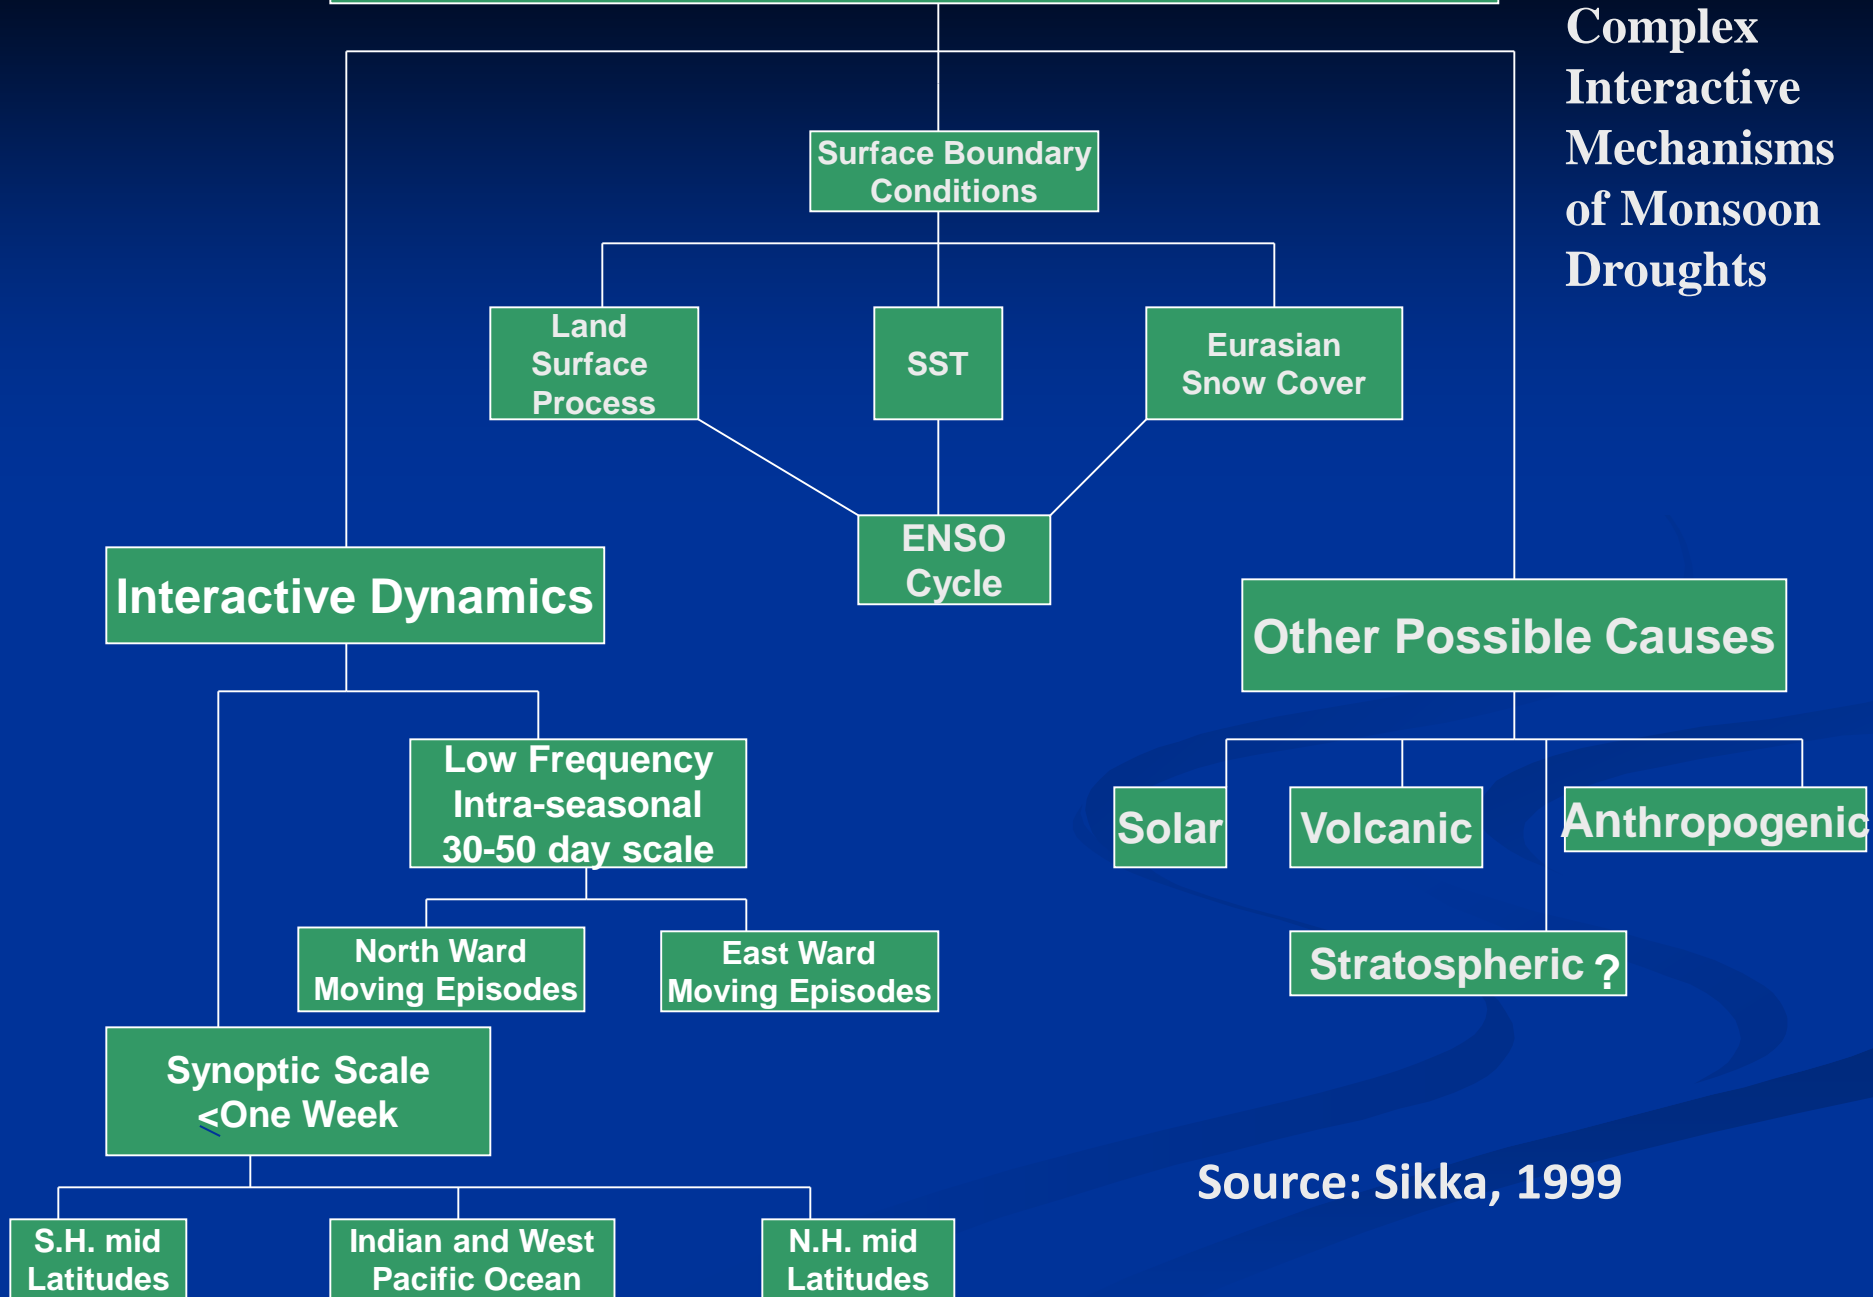 Complex
Interactive
Mechanisms
of Monsoon
Droughts
Surface Boundary
Conditions
Land
Surface
Process
SST
Eurasian
Snow Cover
ENSO
Cycle
Interactive Dynamics
Other Possible Causes
Low Frequency
Intra-seasonal
30-50 day scale
Solar
Volcanic
Anthropogenic
North Ward
Moving Episodes
East Ward
Moving Episodes
Stratospheric ?
Synoptic Scale
<One Week
Source: Sikka, 1999
S.H. mid
Latitudes
Indian and West
Pacific Ocean
N.H. mid
Latitudes